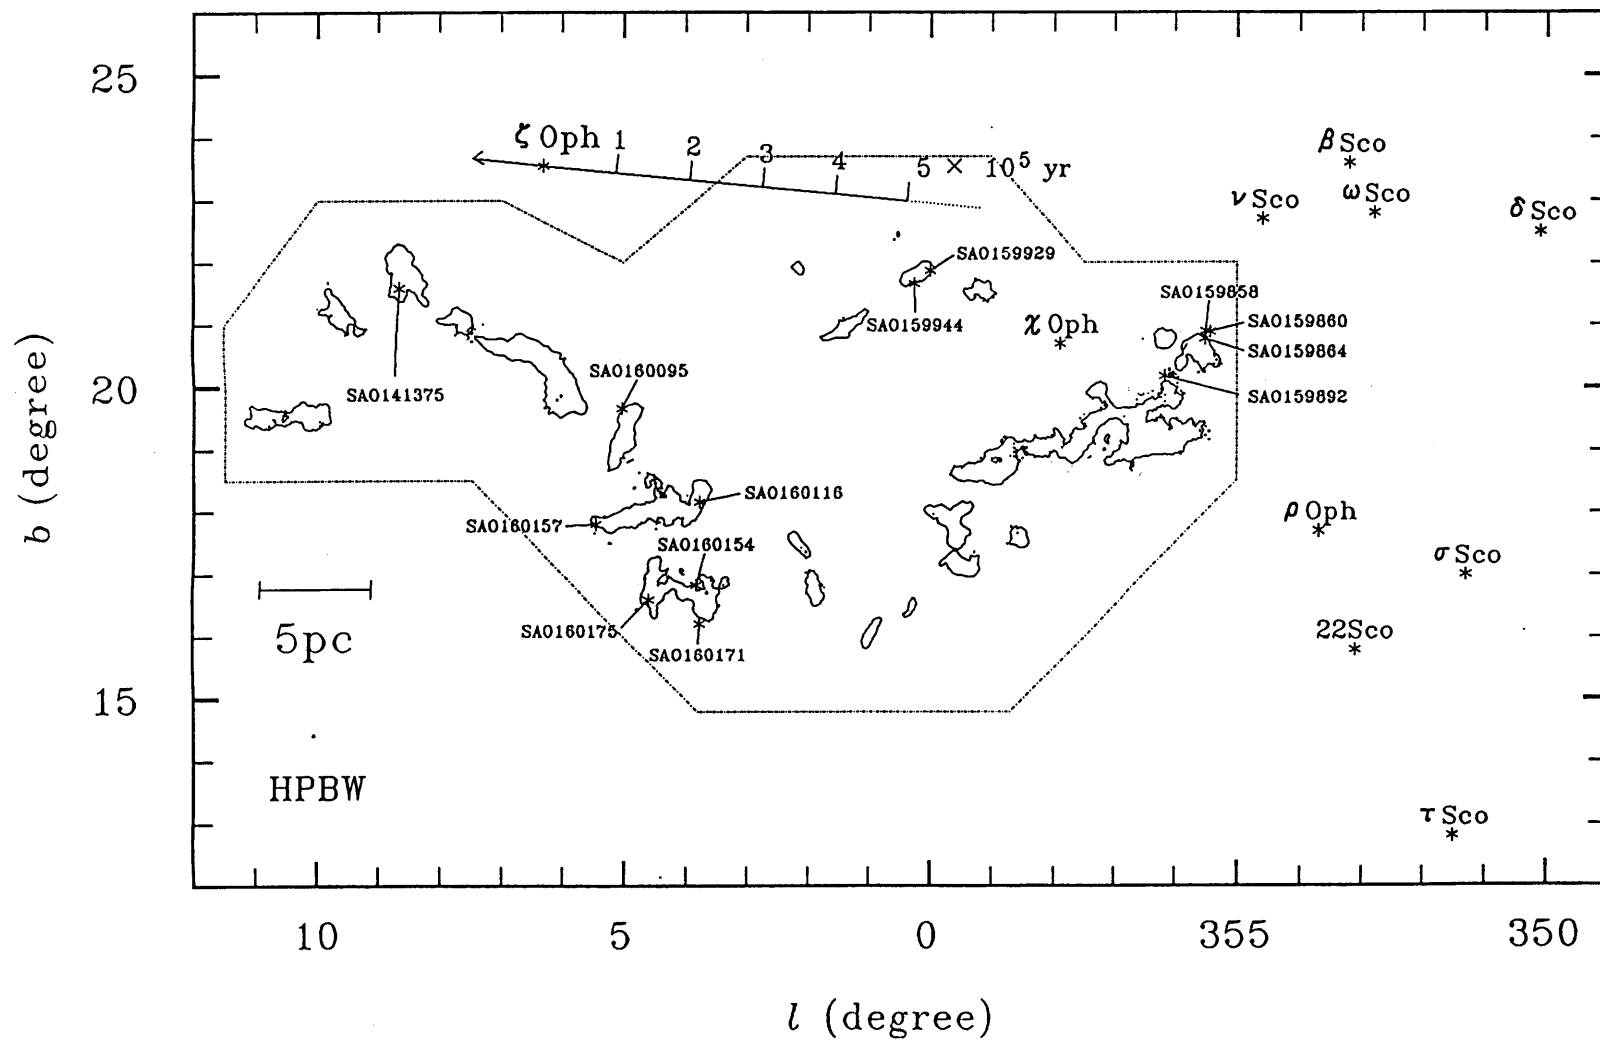 25
20
15
b (degree)
ζ Oph 1 2 3 4 5 × 10⁵ yr
β Sco
ν Sco
ω Sco
δ Sco
SAO159929
SAO159858
SAO159944
χ Oph
SAO159860
SAO159864
SAO160095
SAO141375
SAO159892
SAO160116
SAO160157
ρ Oph
SAO160154
σ Sco
5pc
SAO160175
22Sco
SAO160171
HPBW
τ Sco
10 5 0 355 350
l (degree)